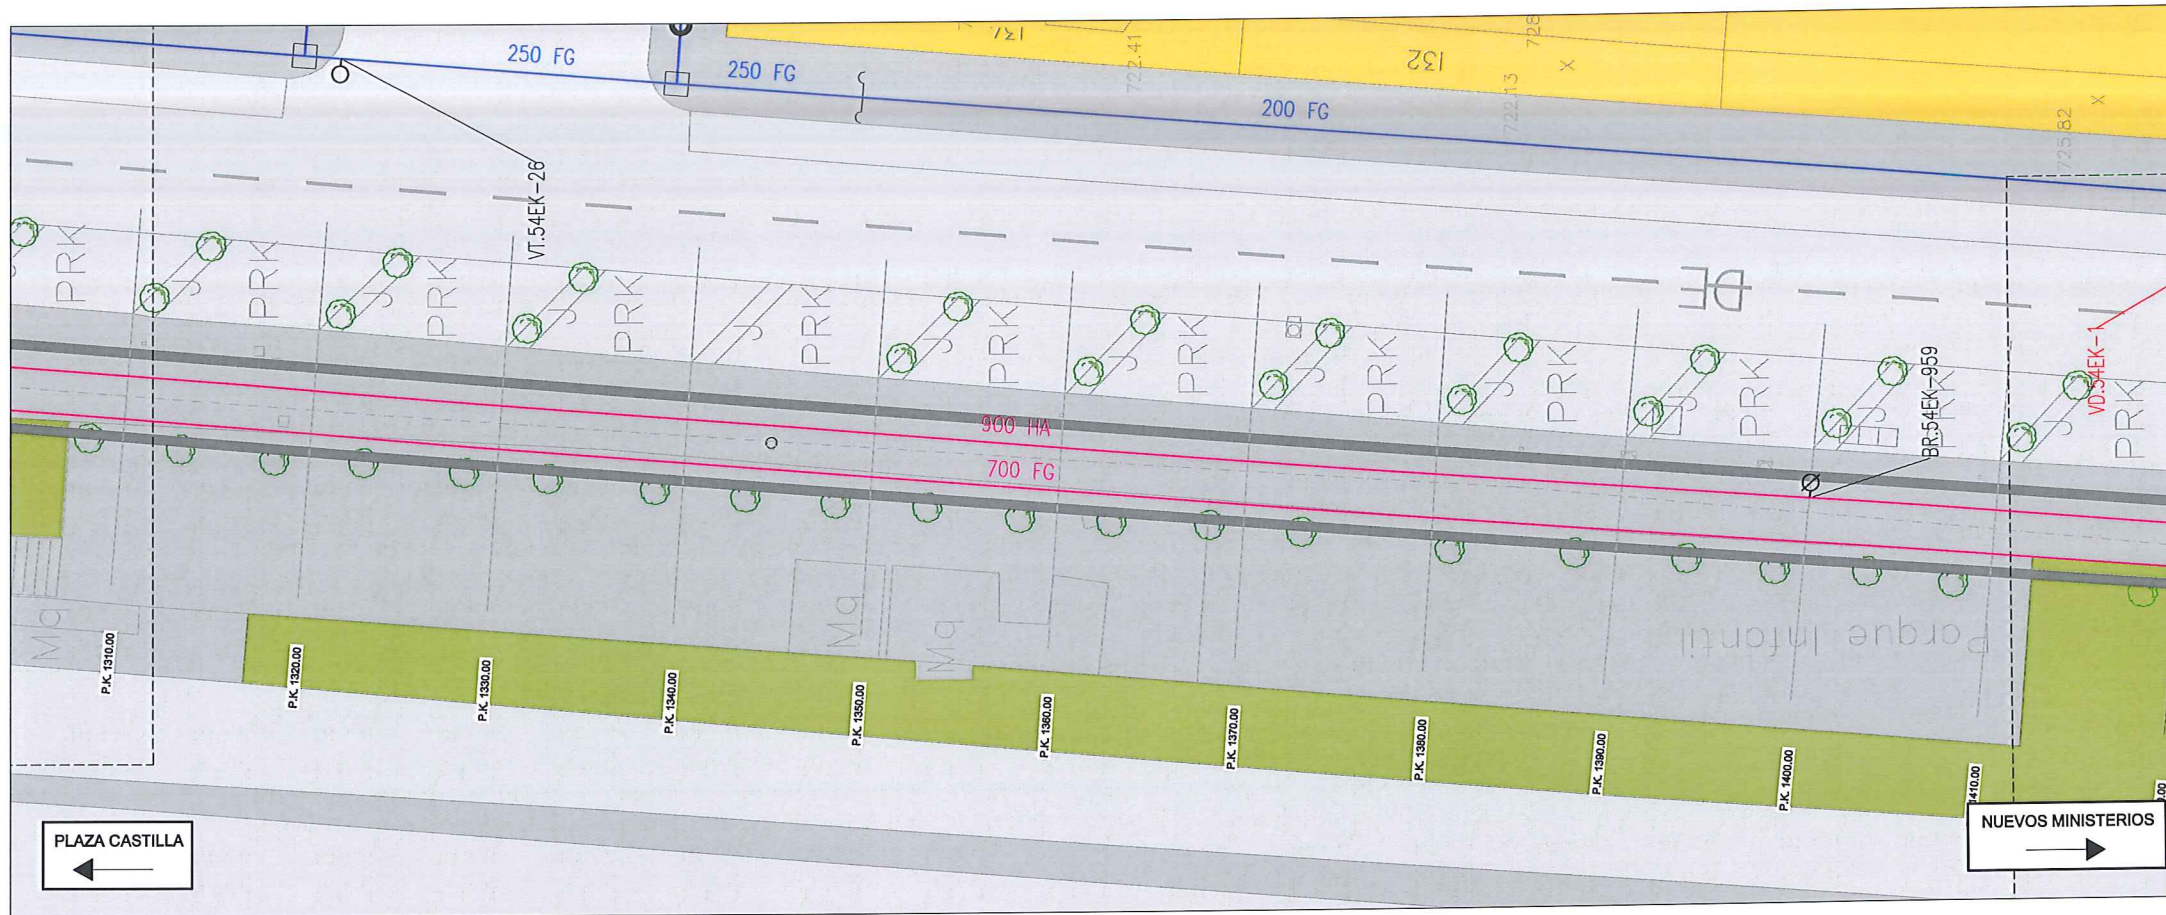 250 FG
250 FG
200 FG
132
722.41
722.13
728
725.82
VT.54EK-26
PRK
PRK
PRK
PRK
PRK
PRK
PRK
PRK
PRK
PRK
PRK
PRK
J
J
J
J
J
J
J
J
J
J
J
DE
VD.54EK-1
BR.54EK-959
900 HA
700 FG
Ma
Ma
Ma
Parque Infantil
P.K. 1310.00
P.K. 1320.00
P.K. 1330.00
P.K. 1340.00
P.K. 1350.00
P.K. 1360.00
P.K. 1370.00
P.K. 1380.00
P.K. 1390.00
P.K. 1400.00
1410.00
PLAZA CASTILLA
NUEVOS MINISTERIOS